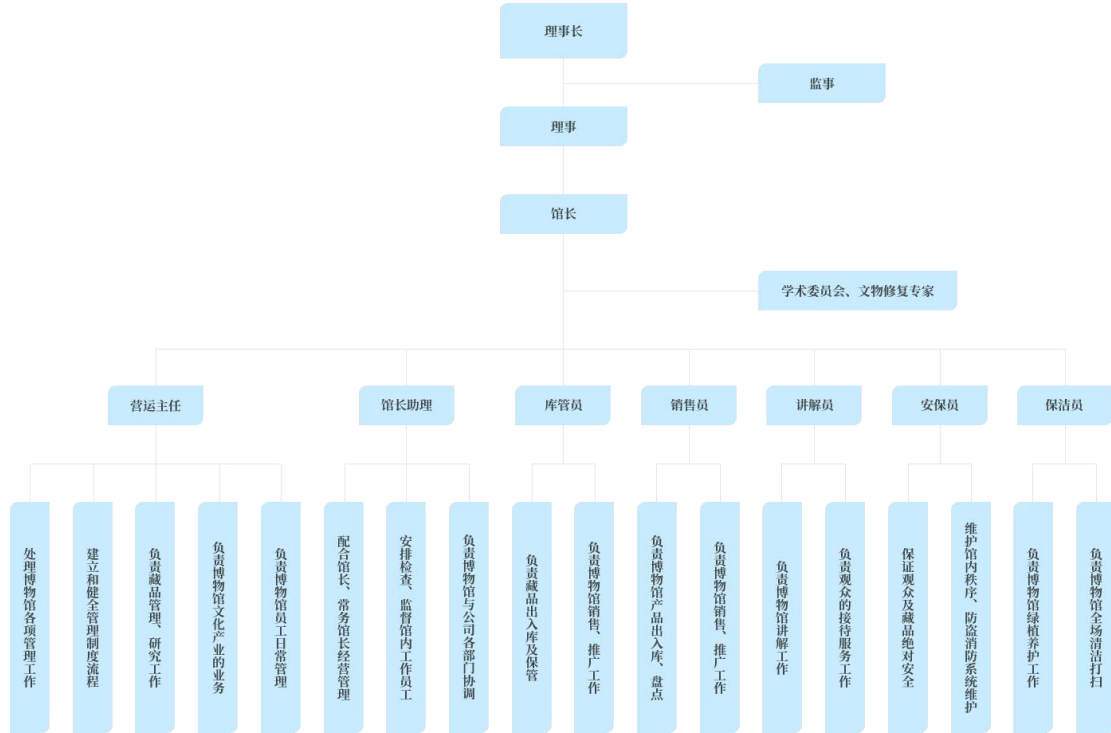 理事长
监事
理事
馆长
学术委员会、文物修复专家
营运主任
馆长助理
库管员
销售员
讲解员
安保员
保洁员
处理博物馆各项管理工作
建立和健全管理制度流程
负责藏品管理、研究工作
负责博物馆文化产业的业务
负责博物馆员工日常管理
配合馆长、常务馆长经营管理
安排检查、监督馆内工作员工
负责博物馆与公司各部门协调
负责藏品出入库及保管
负责博物馆销售、推广工作
负责博物馆产品出入库、盘点
负责博物馆销售、推广工作
负责博物馆讲解工作
负责观众的接待服务工作
保证观众及藏品绝对安全
维护馆内秩序、防盗消防系统维护
负责博物馆绿植养护工作
负责博物馆全场清洁打扫